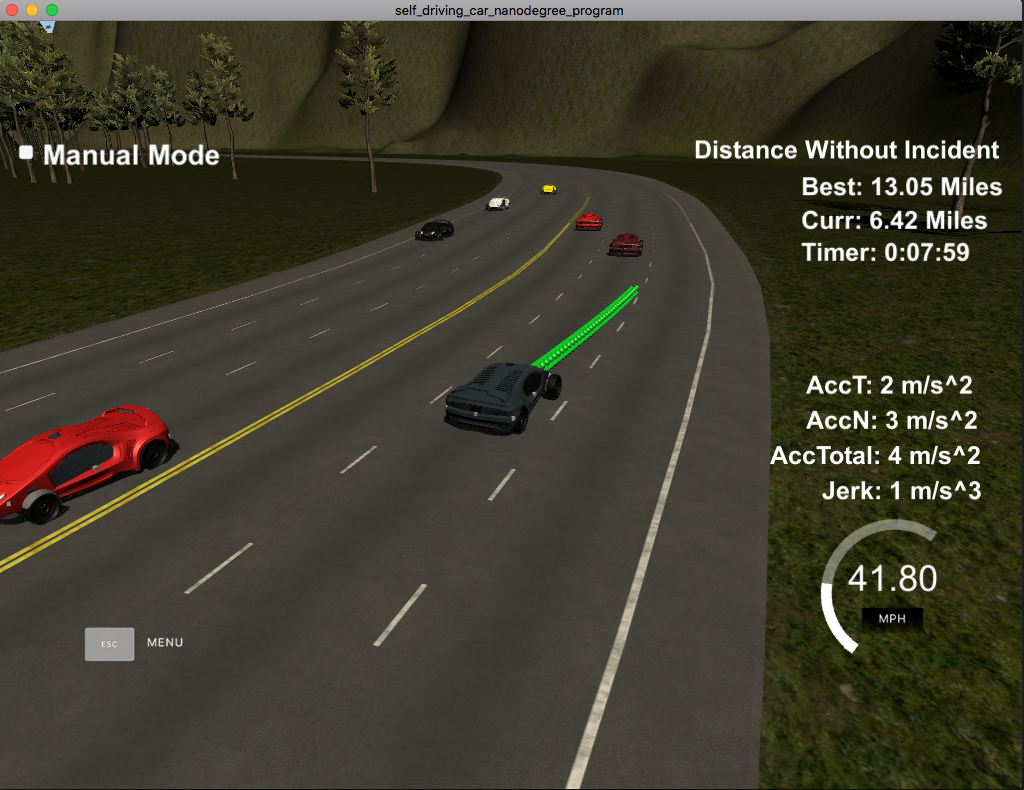 self_driving_car_nanodegree_program
Manual Mode
Distance Without Incident
Best: 13.05 Miles
Curr: 6.42 Miles
Timer: 0:07:59
AccT: 2 m/s^2
AccN: 3 m/s^2
AccTotal: 4 m/s^2
Jerk: 1 m/s^3
41.80
MPH
ESC MENU